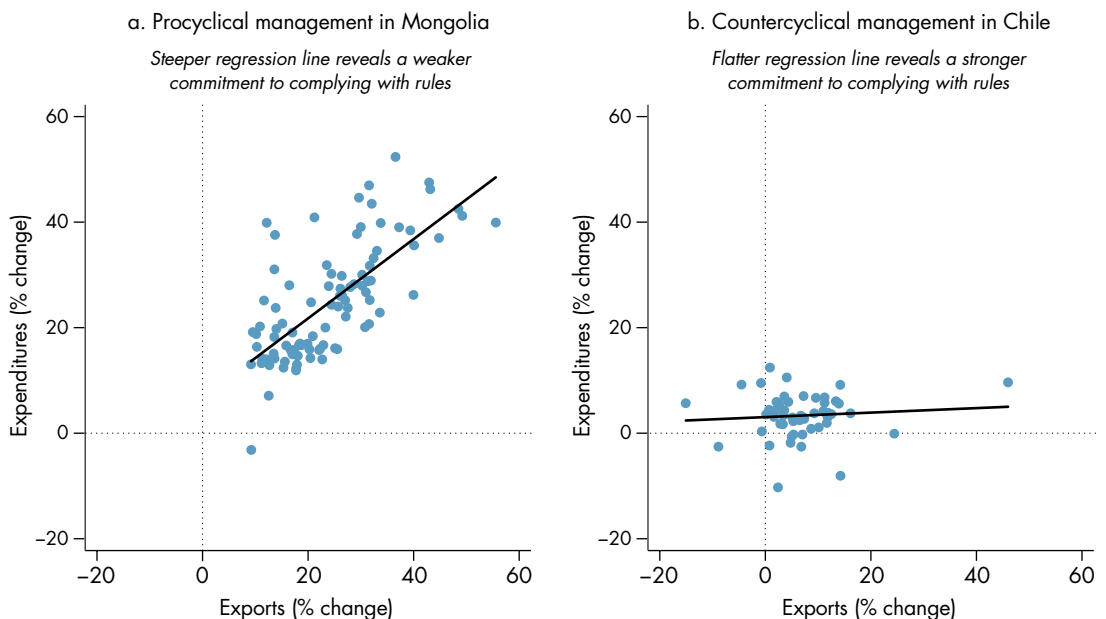 a. Procyclical management in Mongolia
Steeper regression line reveals a weaker
commitment to complying with rules
60
40
20
0
–20
Expenditures (% change)
–20 0 20 40 60
Exports (% change)
b. Countercyclical management in Chile
Flatter regression line reveals a stronger
commitment to complying with rules
60
40
20
0
–20
Expenditures (% change)
–20 0 20 40 60
Exports (% change)